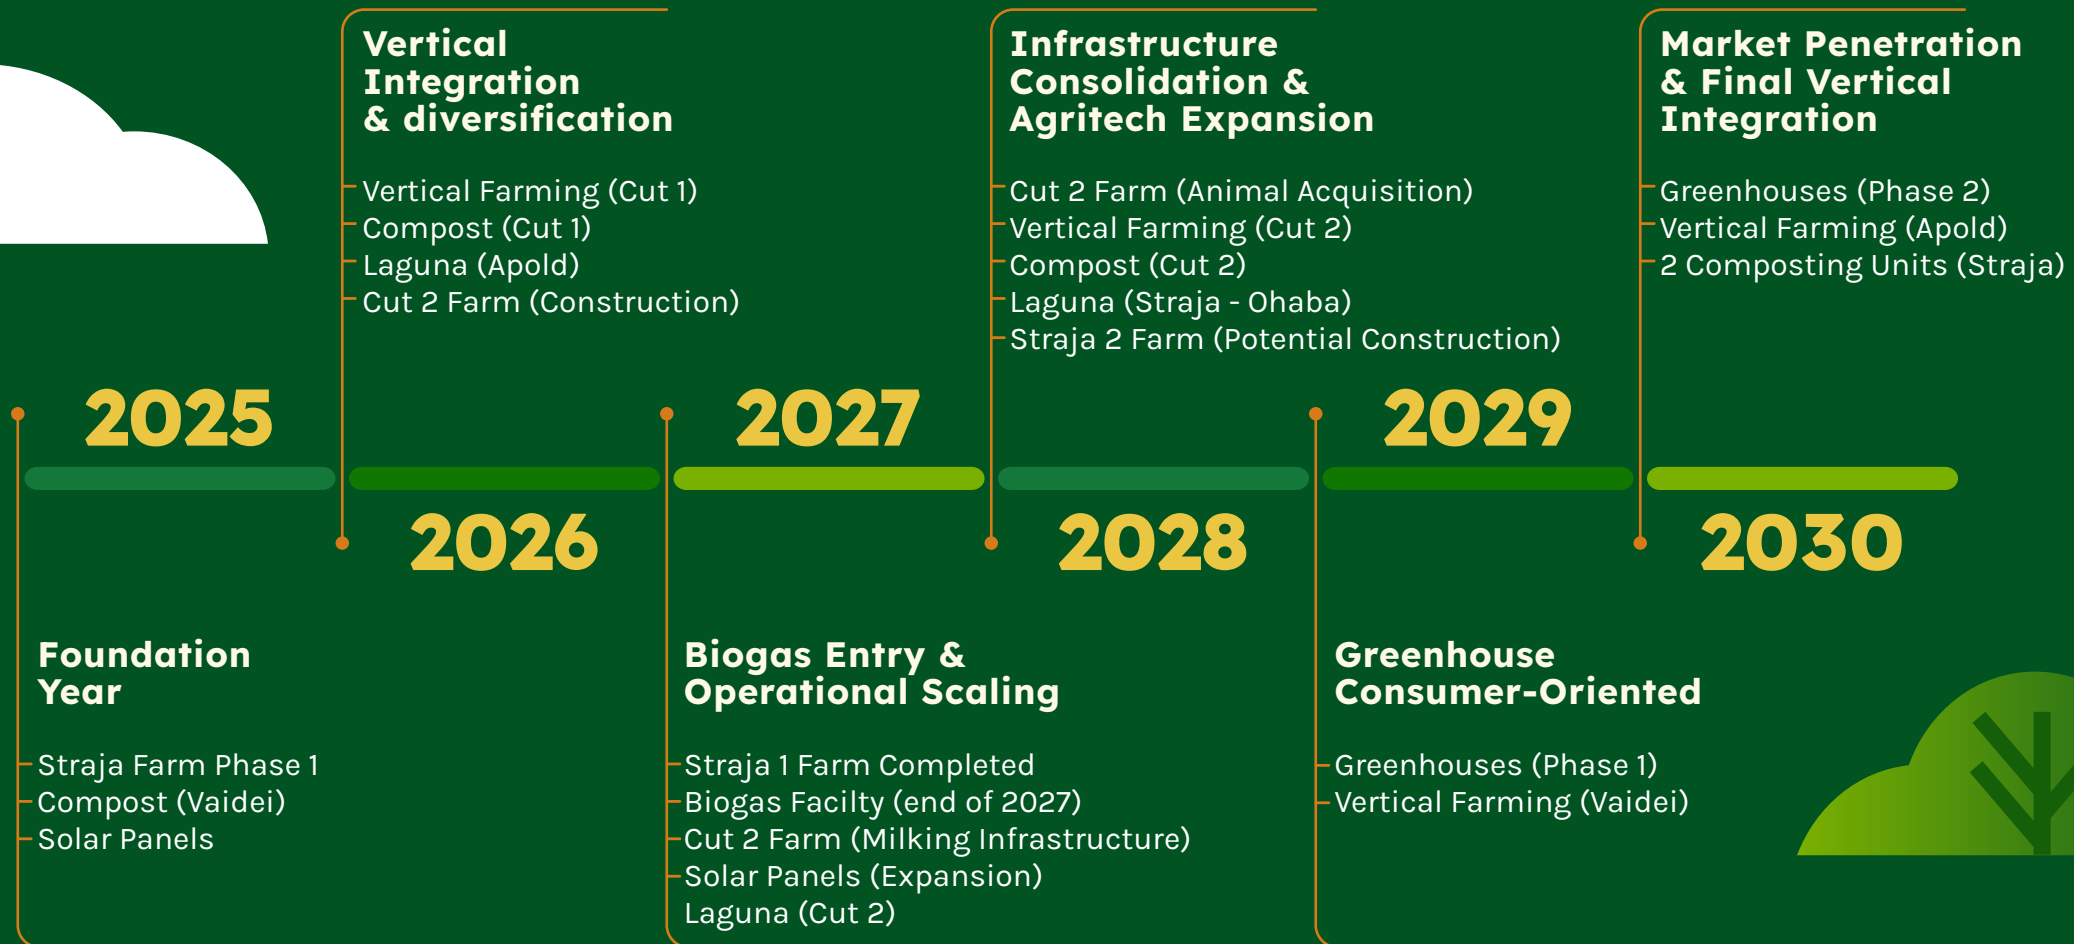 Vertical
Integration
& diversification
Vertical Farming (Cut 1)
Compost (Cut 1)
Laguna (Apold)
Cut 2 Farm (Construction)
Infrastructure
Consolidation &
Agritech Expansion
Cut 2 Farm (Animal Acquisition)
Vertical Farming (Cut 2)
Compost (Cut 2)
Laguna (Straja - Ohaba)
Straja 2 Farm (Potential Construction)
Market Penetration
& Final Vertical
Integration
Greenhouses (Phase 2)
Vertical Farming (Apold)
2 Composting Units (Straja)
2025
2027
2029
2026
2028
2030
Foundation
Year
Straja Farm Phase 1
Compost (Vaidei)
Solar Panels
Biogas Entry &
Operational Scaling
Straja 1 Farm Completed
Biogas Facilty (end of 2027)
Cut 2 Farm (Milking Infrastructure)
Solar Panels (Expansion)
Laguna (Cut 2)
Greenhouse
Consumer-Oriented
Greenhouses (Phase 1)
Vertical Farming (Vaidei)